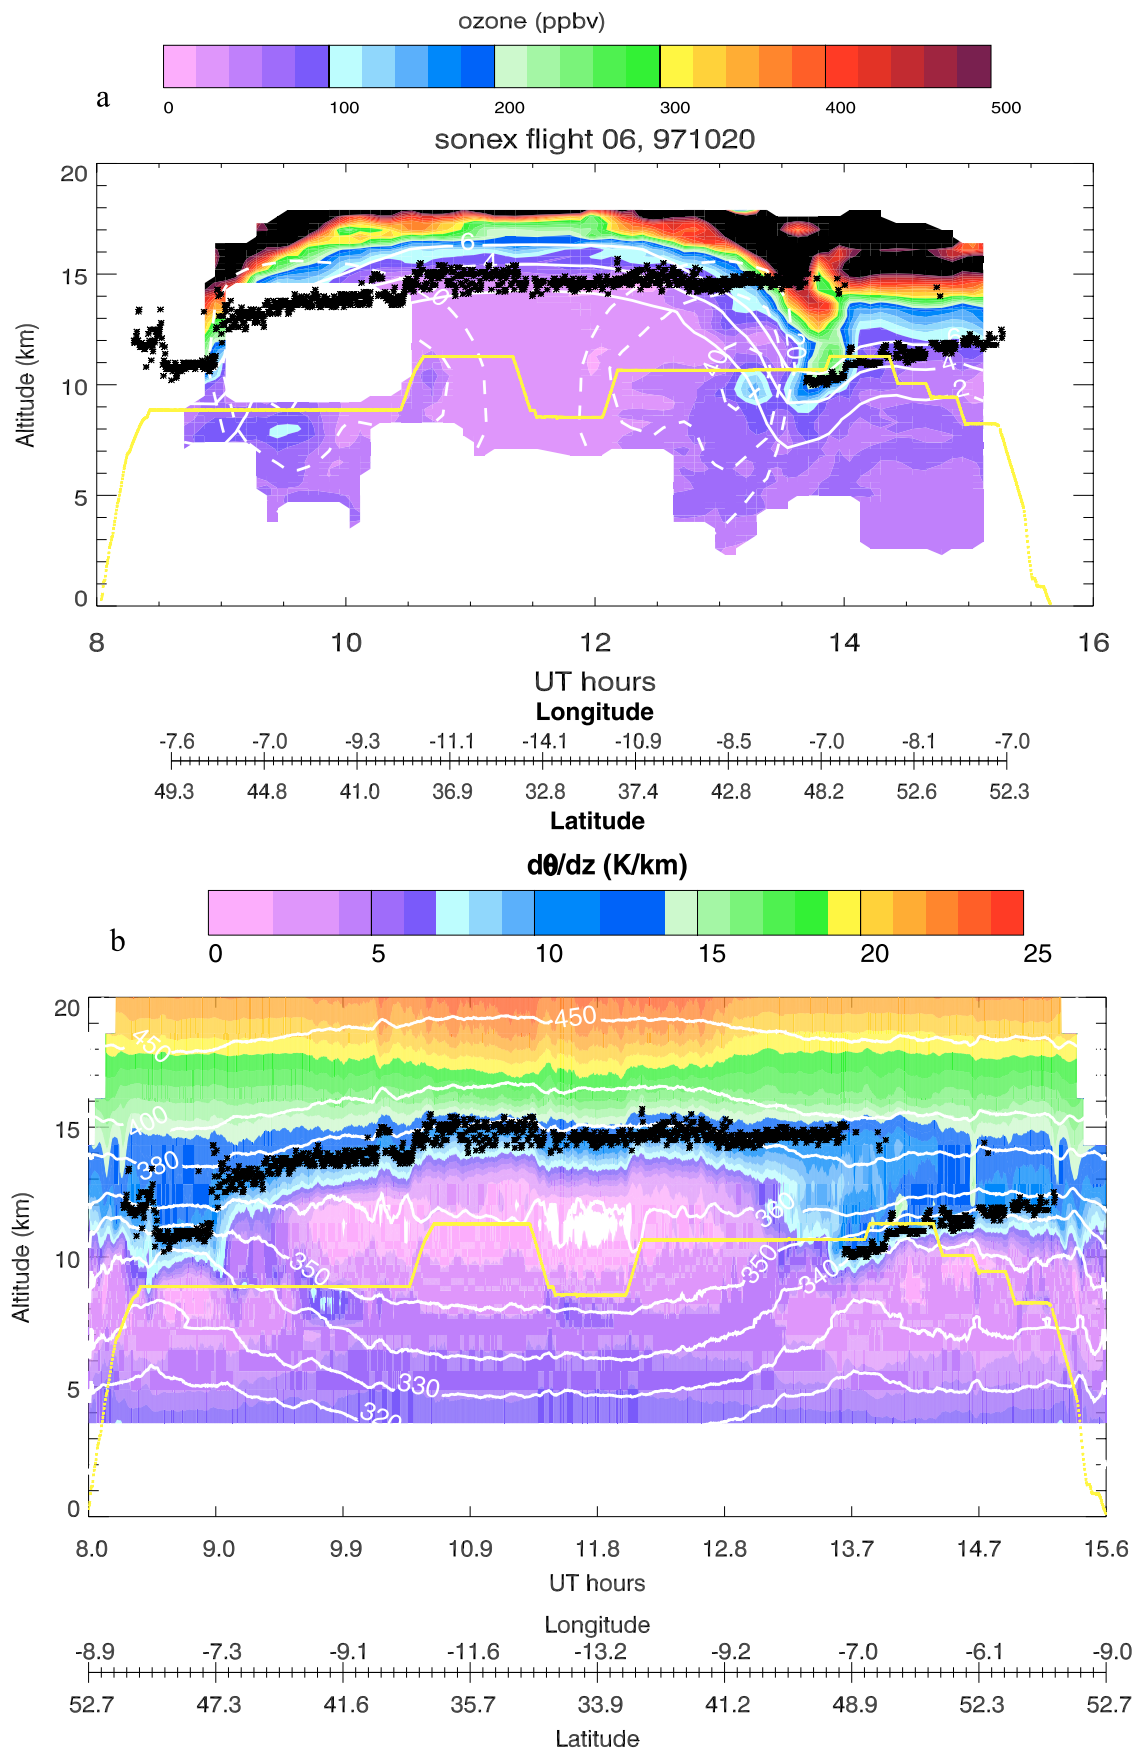 ozone (ppbv)
a
0 100 200 300 400 500
sonex flight 06, 971020
20
15
10
5
0
Altitude (km)
6
4
0
40
100
6
4
2
8 10 12 14 16
UT hours
Longitude
-7.6 -7.0 -9.3 -11.1 -14.1 -10.9 -8.5 -7.0 -8.1 -7.0
49.3 44.8 41.0 36.9 32.8 37.4 42.8 48.2 52.6 52.3
Latitude
dθ/dz (K/km)
b
0 5 10 15 20 25
20
15
10
5
0
Altitude (km)
450
450
400
380
360
350
350
340
330
320
8.0 9.0 9.9 10.9 11.8 12.8 13.7 14.7 15.6
UT hours
Longitude
-8.9 -7.3 -9.1 -11.6 -13.2 -9.2 -7.0 -6.1 -9.0
52.7 47.3 41.6 35.7 33.9 41.2 48.9 52.3 52.7
Latitude